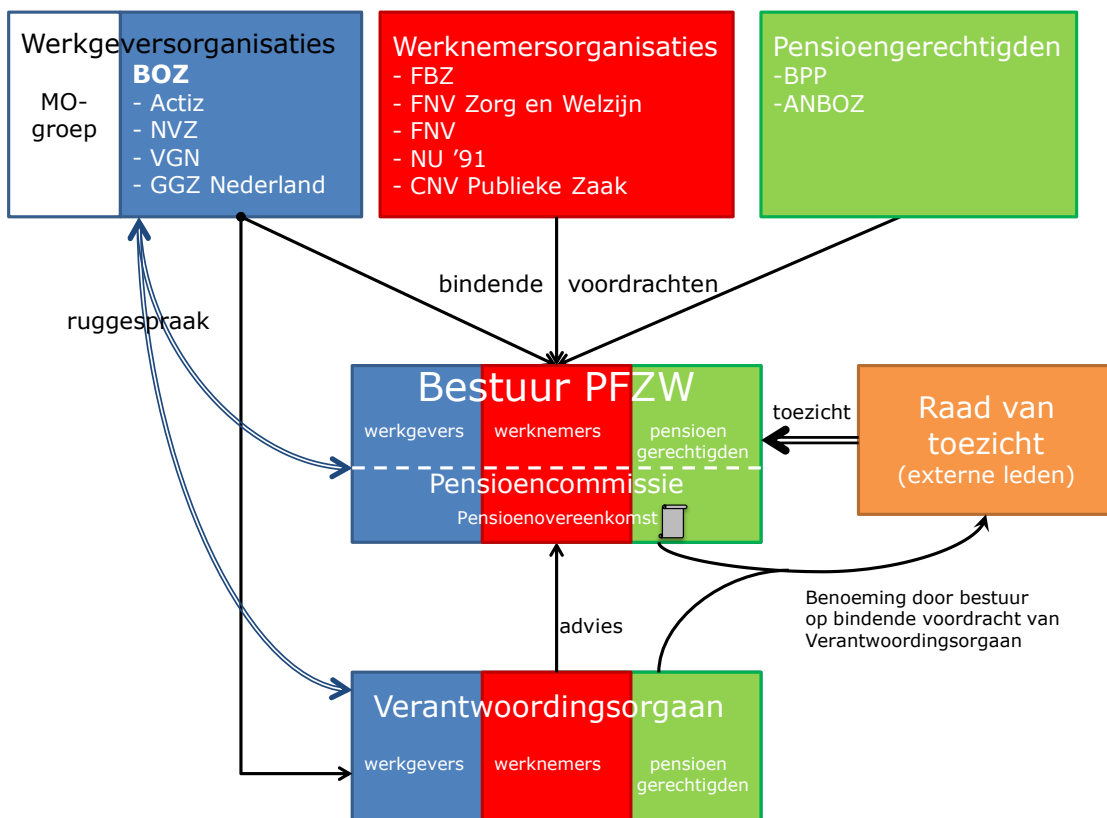 Werkgeversorganisaties
MO-
groep
BOZ
- Actiz
- NVZ
- VGN
- GGZ Nederland
Werknemersorganisaties
- FBZ
- FNV Zorg en Welzijn
- FNV
- NU ’91
- CNV Publieke Zaak
Pensioengerechtigden
-BPP
-ANBOZ
bindende voordrachten
ruggespraak
Bestuur PFZW
werkgevers
werknemers
pensioen
gerechtigden
Pensioencommissie
Pensioenovereenkomst
toezicht
Raad van
toezicht
(externe leden)
Benoeming door bestuur
op bindende voordracht van
Verantwoordingsorgaan
advies
Verantwoordingsorgaan
werkgevers
werknemers
pensioen
gerechtigden